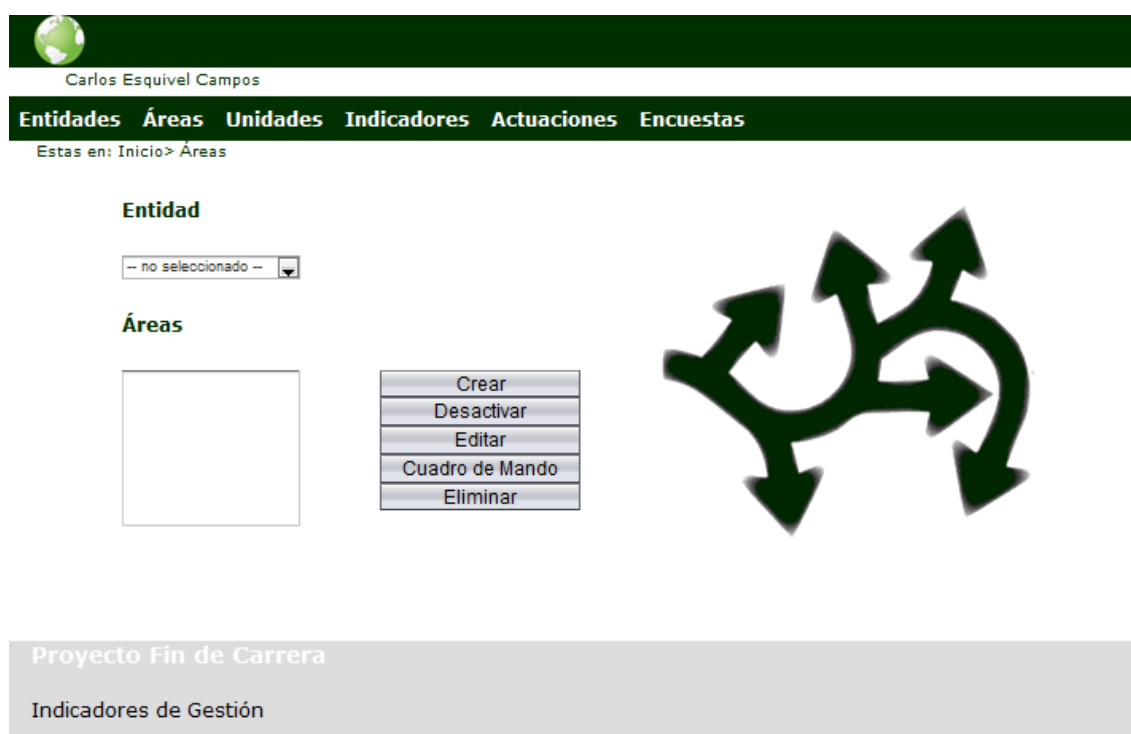 Carlos Esquivel Campos
Entidades Áreas Unidades Indicadores Actuaciones Encuestas
Estas en: Inicio> Áreas
Entidad
-- no seleccionado --
Áreas
Crear
Desactivar
Editar
Cuadro de Mando
Eliminar
Proyecto Fin de Carrera
Indicadores de Gestión